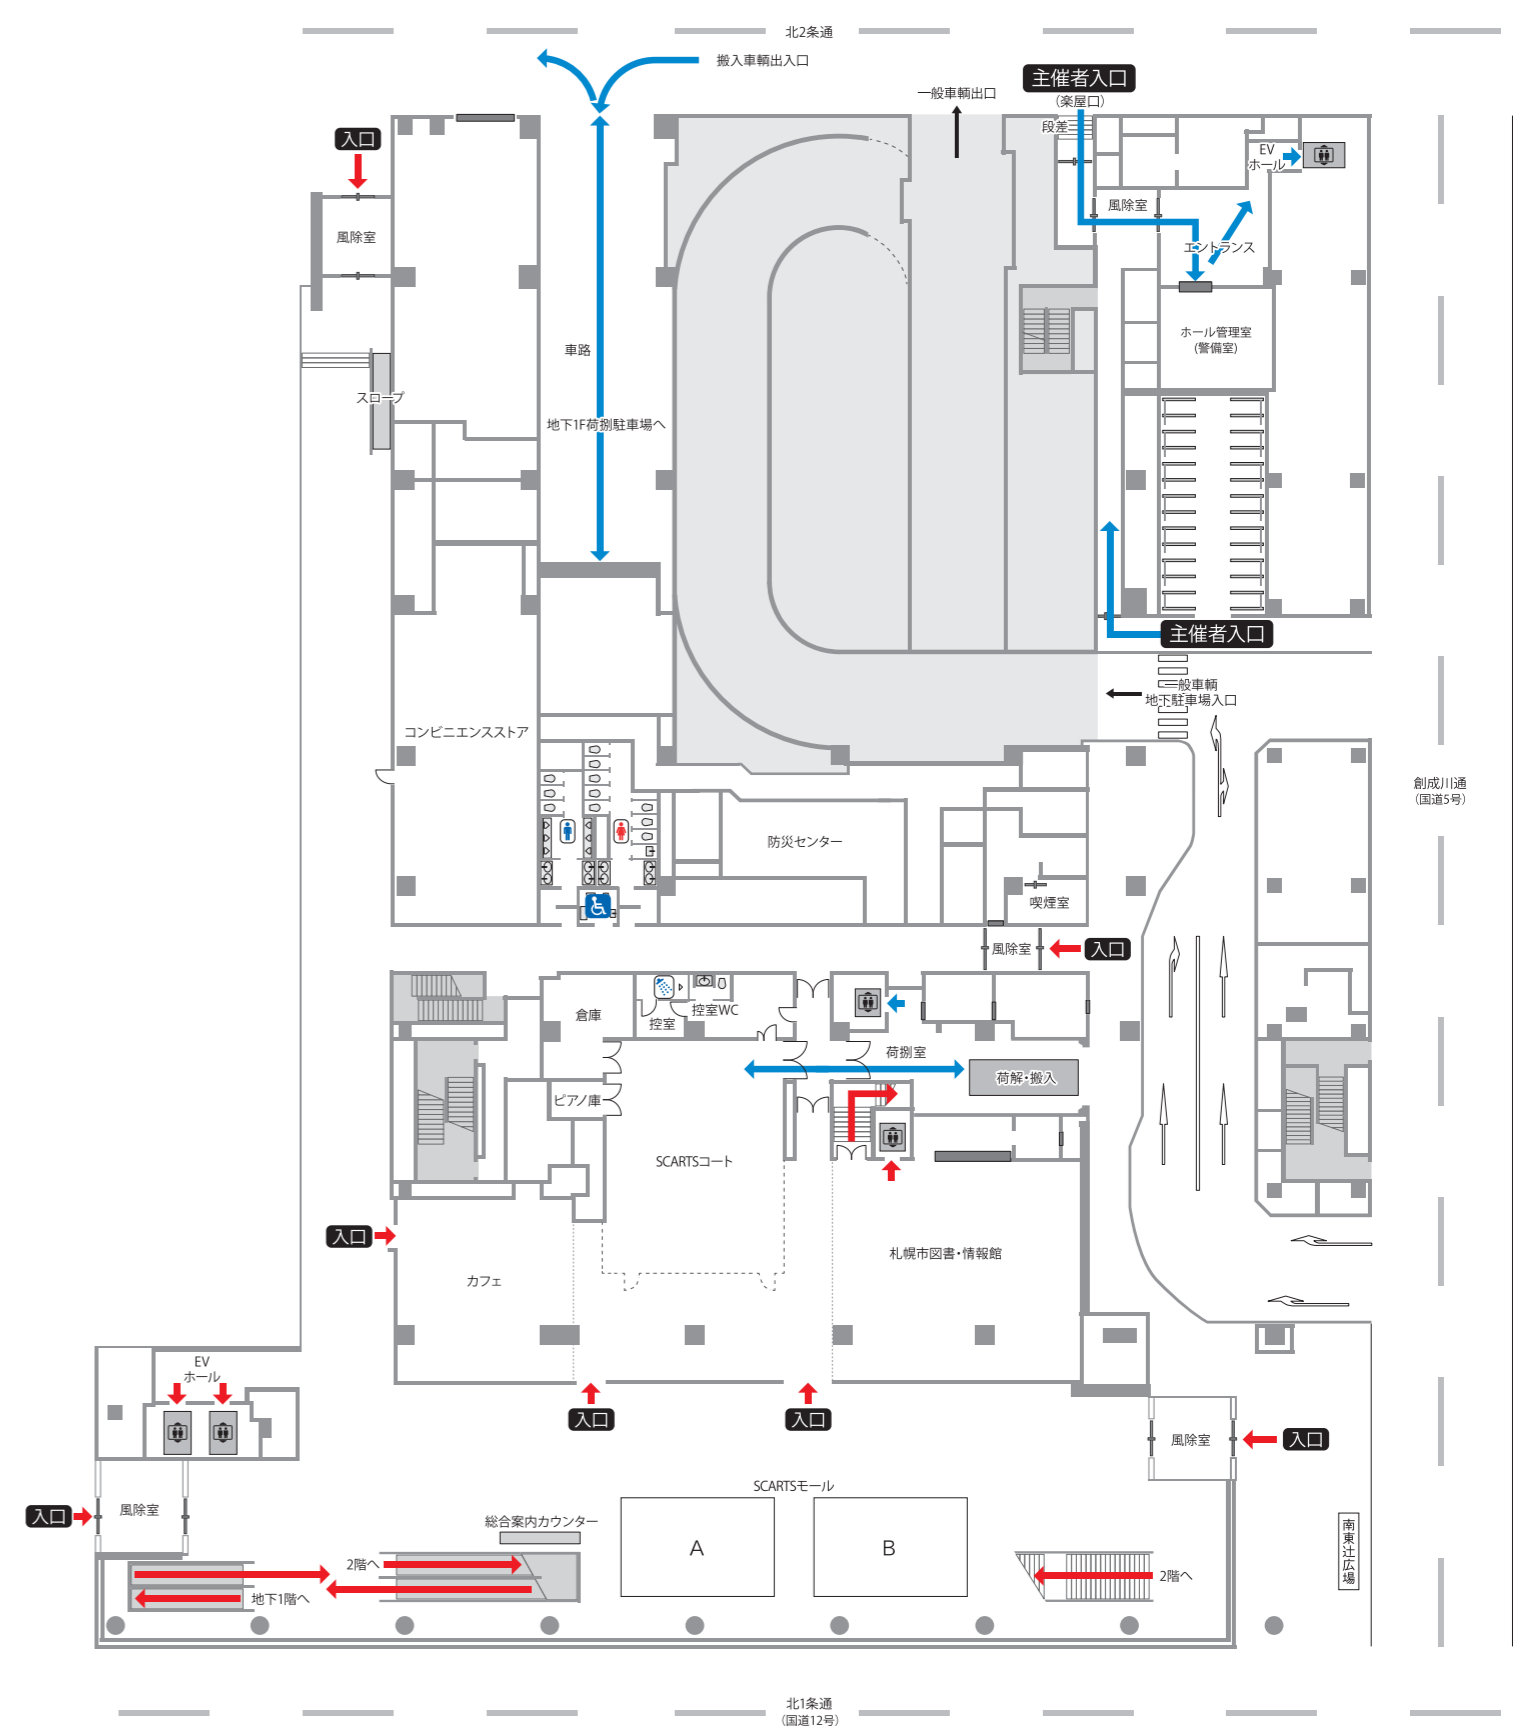 北2条通
搬入車輌出入口
主催者入口
(楽屋口)
一般車輌出口
段差
入口
EV
ホール
風除室
風除室
エントランス
ホール管理室
(警備室)
車路
スロープ
地下1F荷捌駐車場へ
主催者入口
一般車輌
地下駐車場入口
コンビニエンスストア
創成川通
(国道5号)
防災センター
喫煙室
風除室
入口
倉庫
控室
控室WC
荷捌室
荷解・搬入
ピアノ庫
SCARTSコート
入口
札幌市図書・情報館
カフェ
EV
ホール
入口
入口
風除室
入口
SCARTSモール
入口
風除室
総合案内カウンター
A
B
南東辻広場
2階へ
2階へ
地下1階へ
北1条通
(国道12号)